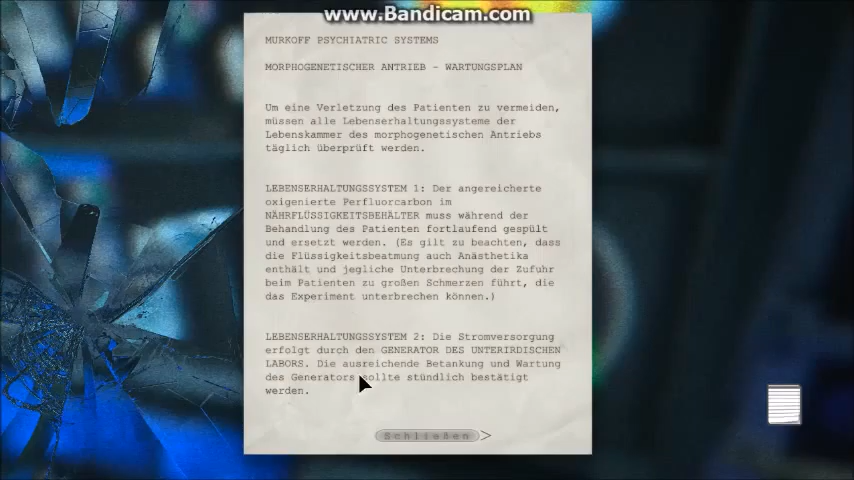 www.Bandicam.com
MURKOFF PSYCHIATRIC SYSTEMS
MORPHOGENETISCHER ANTRIEB - WARTUNGSPLAN
Um eine Verletzung des Patienten zu vermeiden,
müssen alle Lebenserhaltungssysteme der
Lebenskammer des morphogenetischen Antriebs
täglich überprüft werden.
LEBENSERHALTUNGSSYSTEM 1: Der angereicherte
oxigenierte Perfluorcarbon im
NÄHRFLÜSSIGKEITSBEHÄLTER muss während der
Behandlung des Patienten fortlaufend gespült
und ersetzt werden. (Es gilt zu beachten, dass
die Flüssigkeitsbeatmung auch Anästhetika
enthält und jegliche Unterbrechung der Zufuhr
beim Patienten zu großen Schmerzen führt, die
das Experiment unterbrechen können.)
LEBENSERHALTUNGSSYSTEM 2: Die Stromversorgung
erfolgt durch den GENERATOR DES UNTERIRDISCHEN
LABORS. Die ausreichende Betankung und Wartung
des Generators sollte stündlich bestätigt
werden.
Schließen